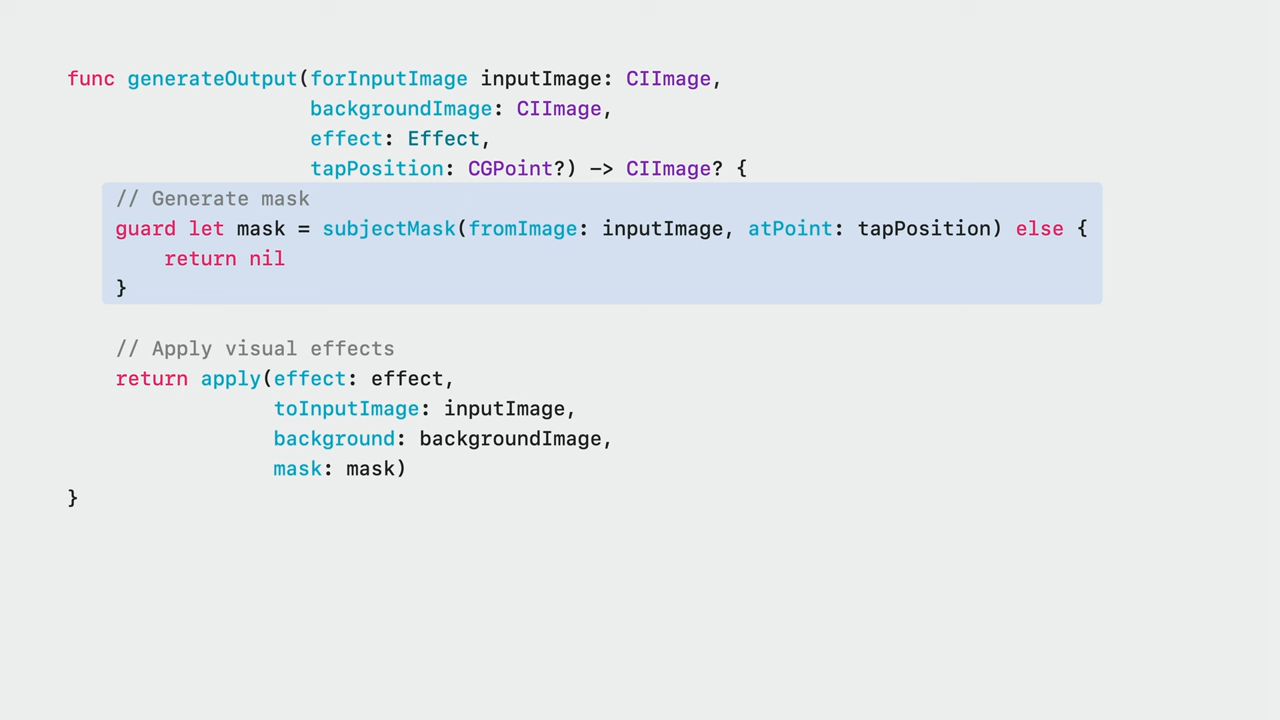 func generateOutput(forInputImage inputImage: CIImage,
                    backgroundImage: CIImage,
                    effect: Effect,
                    tapPosition: CGPoint?) -> CIImage? {
    // Generate mask
    guard let mask = subjectMask(fromImage: inputImage, atPoint: tapPosition) else {
        return nil
    }

    // Apply visual effects
    return apply(effect: effect,
                 toInputImage: inputImage,
                 background: backgroundImage,
                 mask: mask)
}